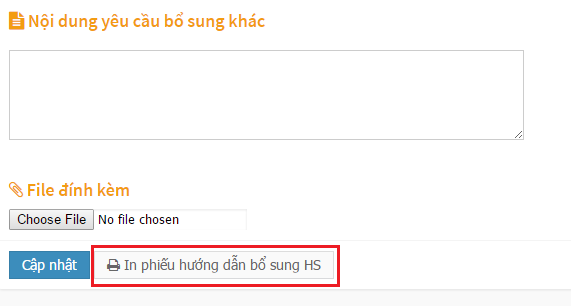 Nội dung yêu cầu bổ sung khác
File đính kèm
Choose File No file chosen
Cập nhật In phiếu hướng dẫn bổ sung HS